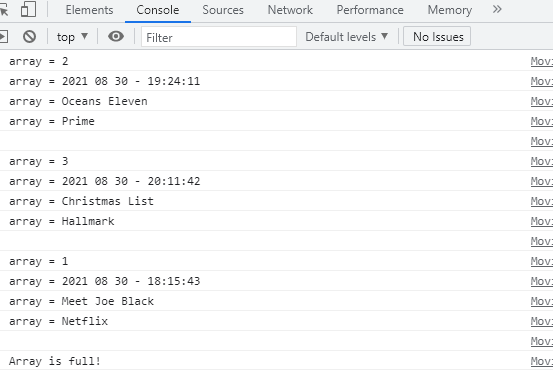 Elements Console Sources Network Performance Memory »
top ▼ Filter Default levels ▼ No Issues
array = 2 Movi
array = 2021 08 30 - 19:24:11 Movi
array = Oceans Eleven Movi
array = Prime Movi
Movi
array = 3 Movi
array = 2021 08 30 - 20:11:42 Movi
array = Christmas List Movi
array = Hallmark Movi
Movi
array = 1 Movi
array = 2021 08 30 - 18:15:43 Movi
array = Meet Joe Black Movi
array = Netflix Movi
Movi
Array is full! Movi